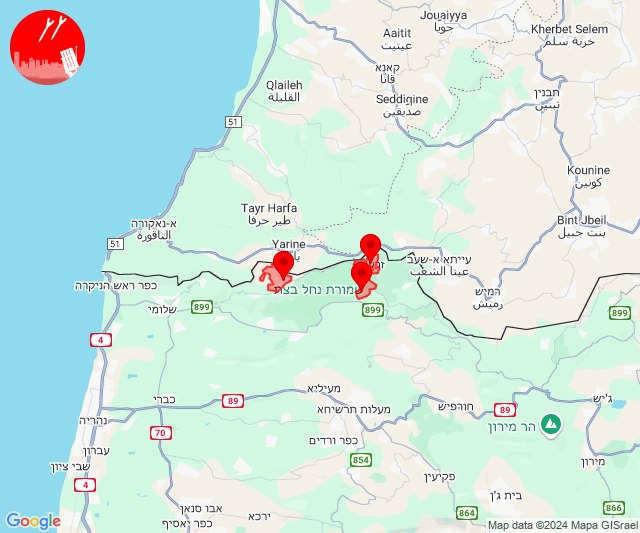 Jouaiyya
جويا
Aaitit
عيتيت
עיטית
Kherbet Selem
خربة سلم
קאנא
قانا
Qlaileh
القليلة
Seddiqine
صديقين
תבנין
تبنين
51
Kounine
كونين
Tayr Harfa
طير حرفا
Bint Jbeil
بنت جبيل
א-נאקורה
الناقورة
51
Yarine
עייתא א-שעב
عيتا الشعب
כפר ראש הניקרה
שמורת נחל בצת
רמיש
رميش
899
שלומי
899
899
4
מעיליא
כברי
89
נהריה
מעלות תרשיחא
חורפיש
89
ג'יש
70
הר מירון
עברון
כפר ורדים
שבי ציון
854
מירון
פקיעין
4
בית ג'ן
אבו סנאן
ירכא
כפר יאסיף
864
866
Google
Map data ©2024 Mapa GISrael